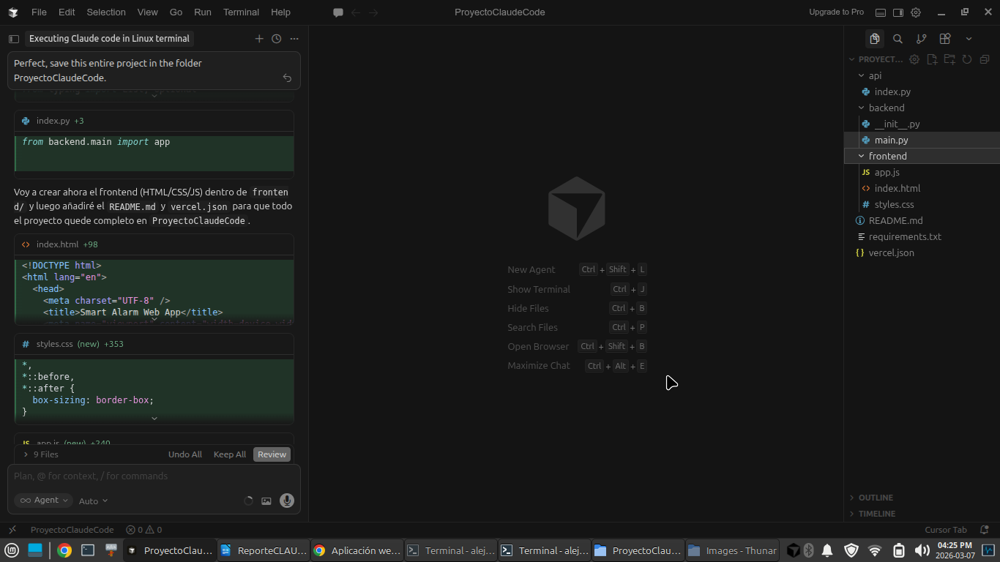 File Edit Selection View Go Run Terminal Help
ProyectoClaudeCode
Upgrade to Pro
Executing Claude code in Linux terminal
Perfect, save this entire project in the folder
ProyectoClaudeCode.
index.py +3
from backend.main import app
Voy a crear ahora el frontend (HTML/CSS/JS) dentro de fronten
d/ y luego añadiré el README.md y vercel.json para que todo
el proyecto quede completo en ProyectoClaudeCode.
index.html +98
<!DOCTYPE html>
<html lang="en">
<head>
<meta charset="UTF-8" />
<title>Smart Alarm Web App</title>
styles.css (new) +353
*,
*::before,
*::after {
box-sizing: border-box;
}
app.js (new) +240
9 Files Undo All Keep All Review
Plan, @ for context, / for commands
Agent Auto
New Agent Ctrl + Shift + L
Show Terminal Ctrl + J
Hide Files Ctrl + B
Search Files Ctrl + P
Open Browser Ctrl + Shift + B
Maximize Chat Ctrl + Alt + E
PROYECT...
api
index.py
backend
__init__.py
main.py
frontend
JS app.js
<> index.html
# styles.css
README.md
requirements.txt
{} vercel.json
OUTLINE
TIMELINE
ProyectoClaudeCode 0 0
Cursor Tab
ProyectoClau...
ReporteCLAU...
Aplicación we...
Terminal - alej...
Terminal - alej...
ProyectoClau...
Images - Thunar
04:25 PM
2026-03-07